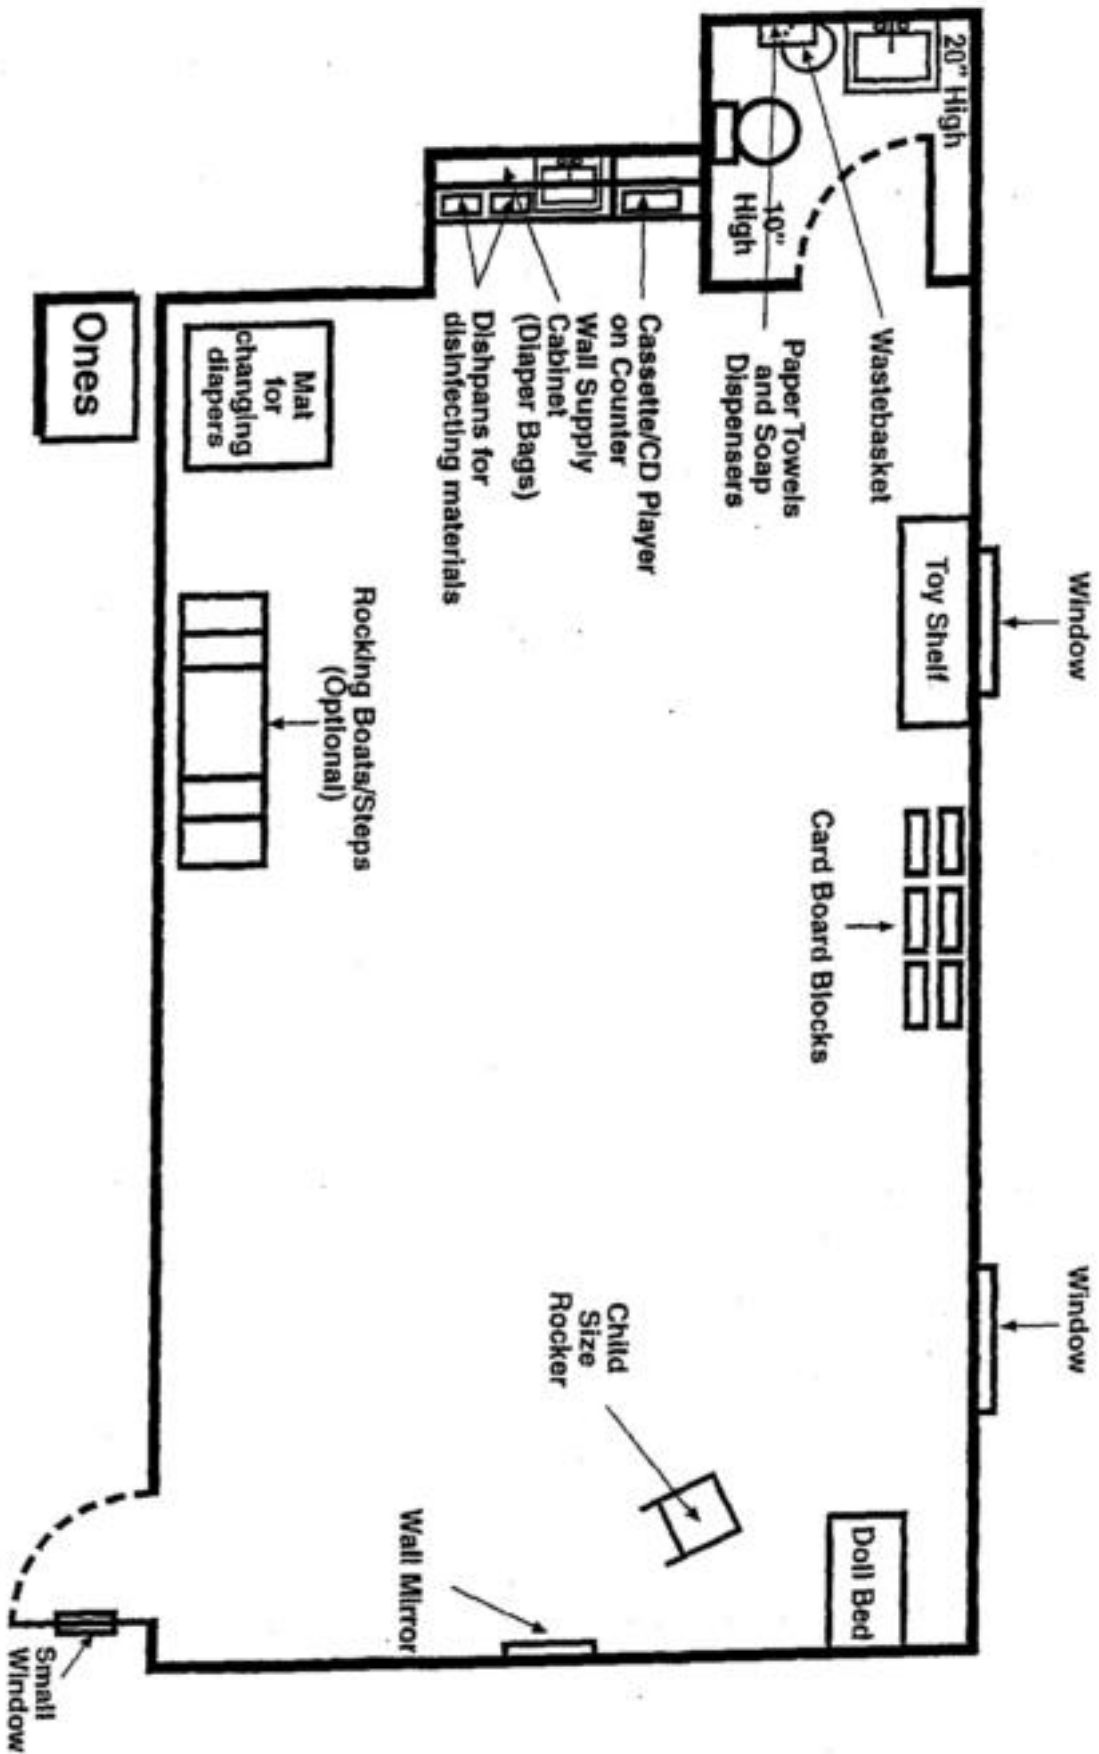 Window
Window
20" High
Toy Shelf
Doll Bed
Wastebasket
Card Board Blocks
Paper Towels
and Soap
Dispensers
10"
High
Cassette/CD Player
on Counter
Wall Supply
Cabinet
(Diaper Bags)
Dishpans for
disinfecting materials
Child
Size
Rocker
Wall Mirror
Rocking Boats/Steps
(Optional)
Mat
for
changing
diapers
Ones
Small
Window